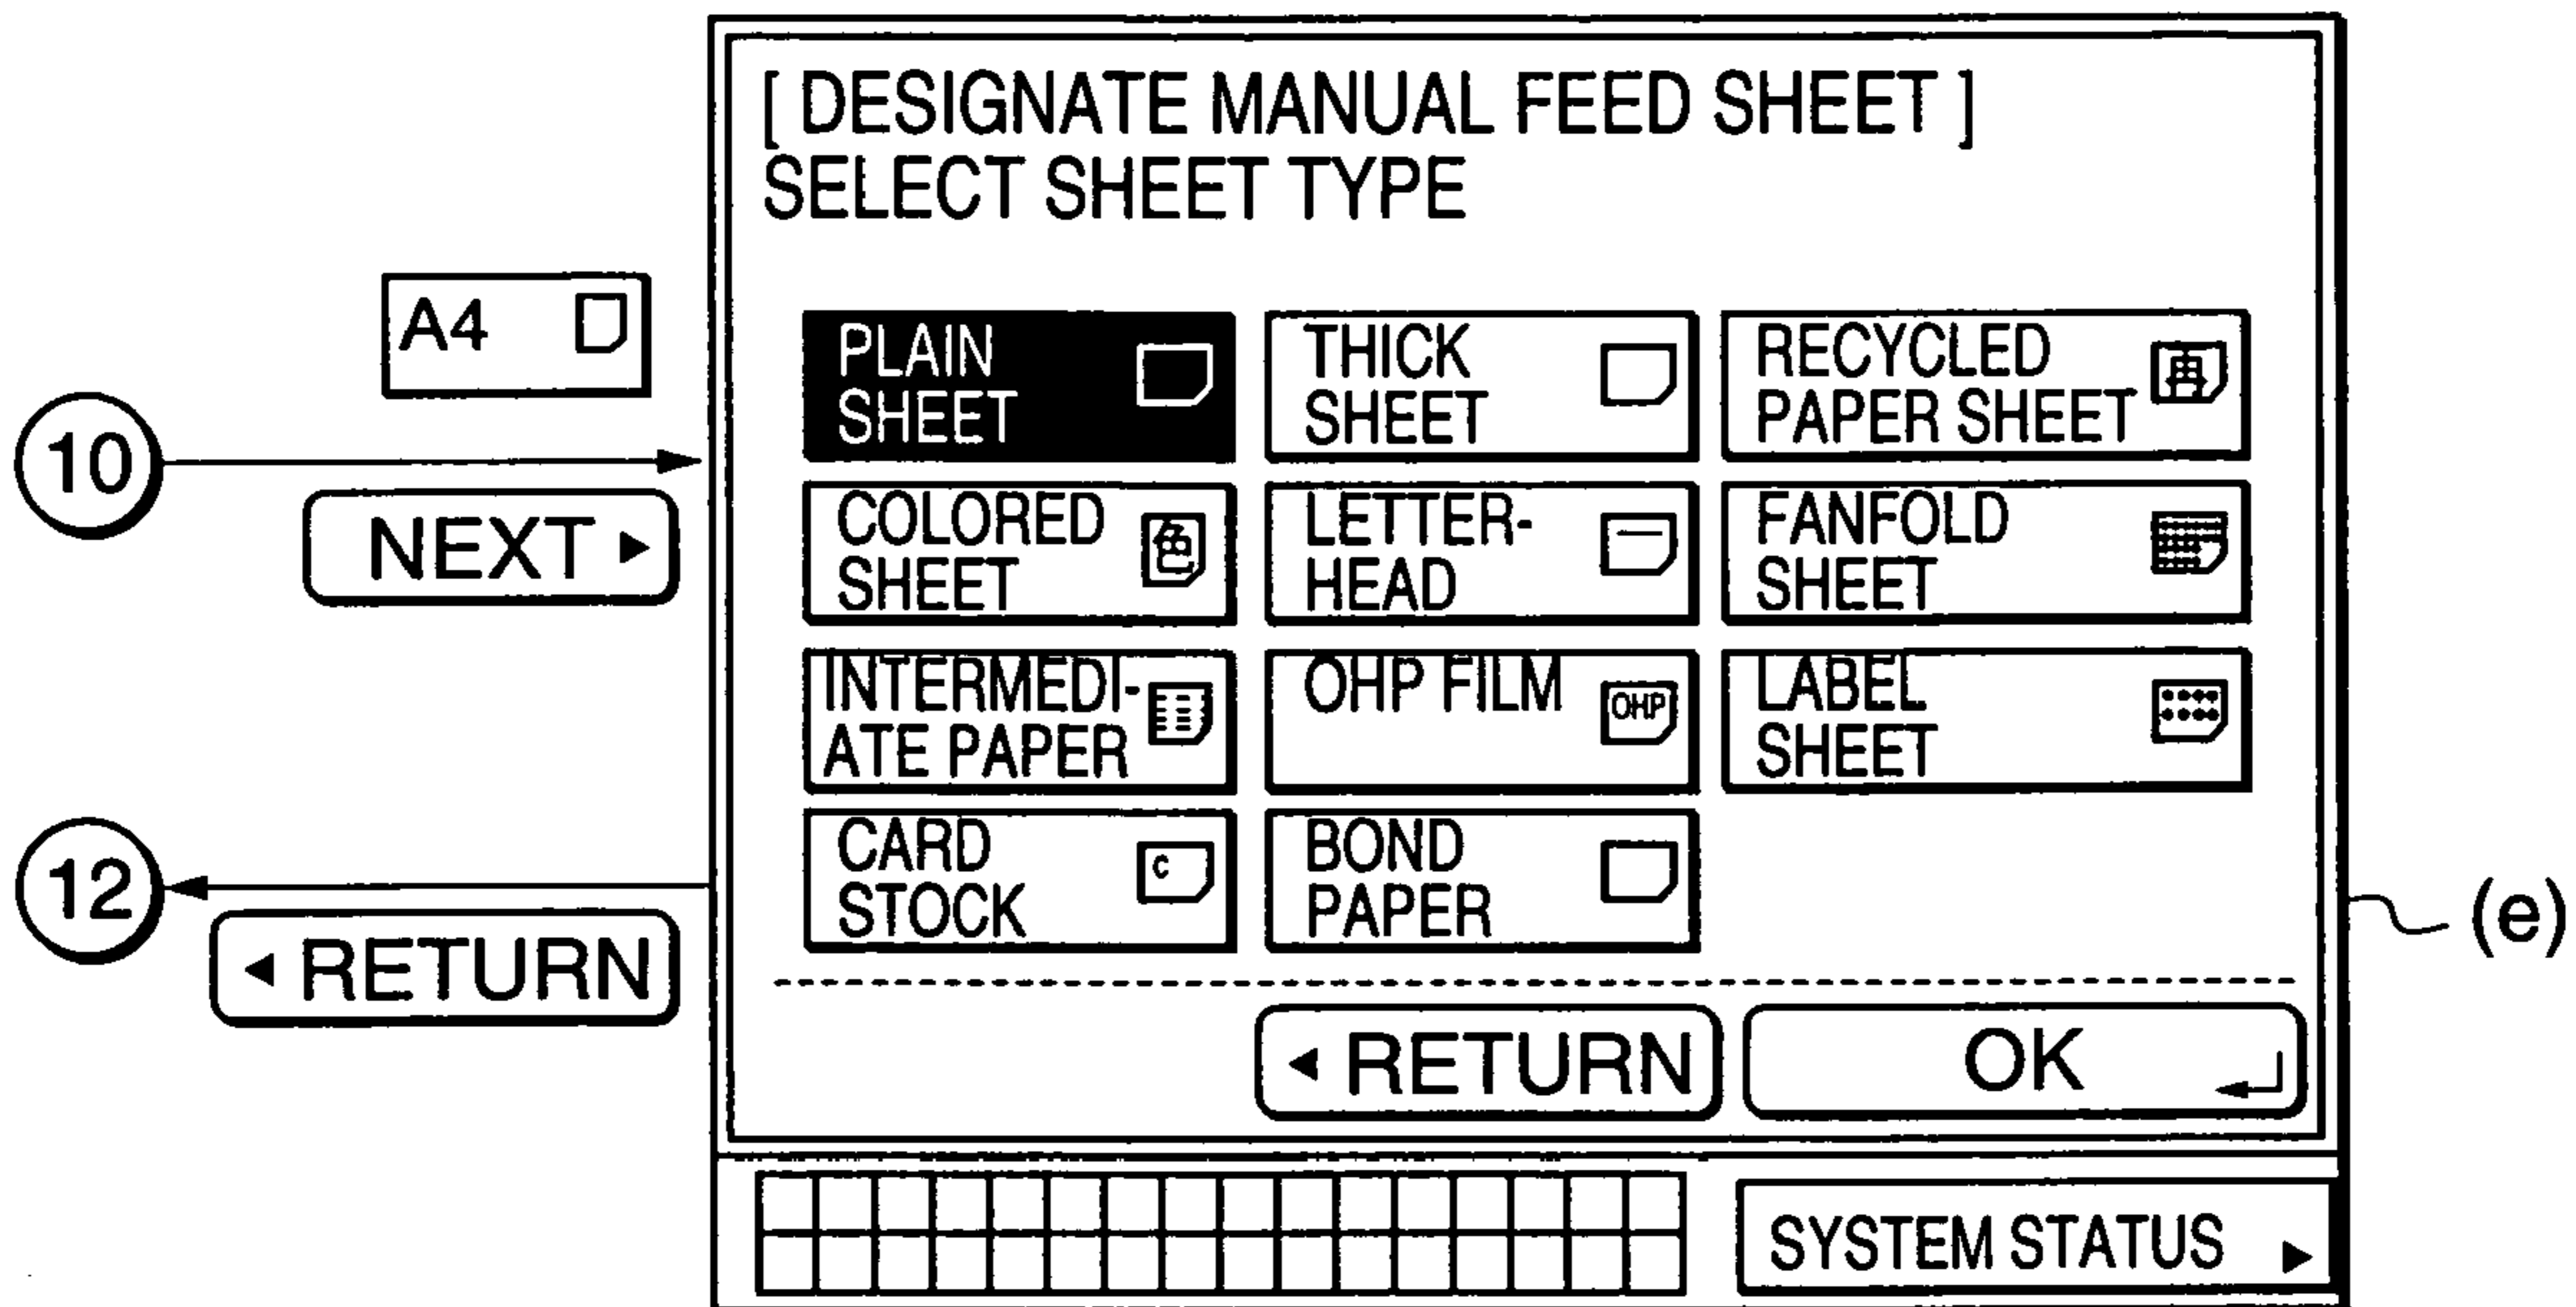 [ DESIGNATE MANUAL FEED SHEET ]
SELECT SHEET TYPE
A4
10
NEXT ▸
PLAIN
SHEET
THICK
SHEET
RECYCLED
PAPER SHEET
再
COLORED
SHEET
色
LETTER-
HEAD
FANFOLD
SHEET
INTERMEDI-
ATE PAPER
OHP FILM
OHP
LABEL
SHEET
12
◂ RETURN
CARD
STOCK
C
BOND
PAPER
(e)
◂ RETURN
OK
SYSTEM STATUS ▸